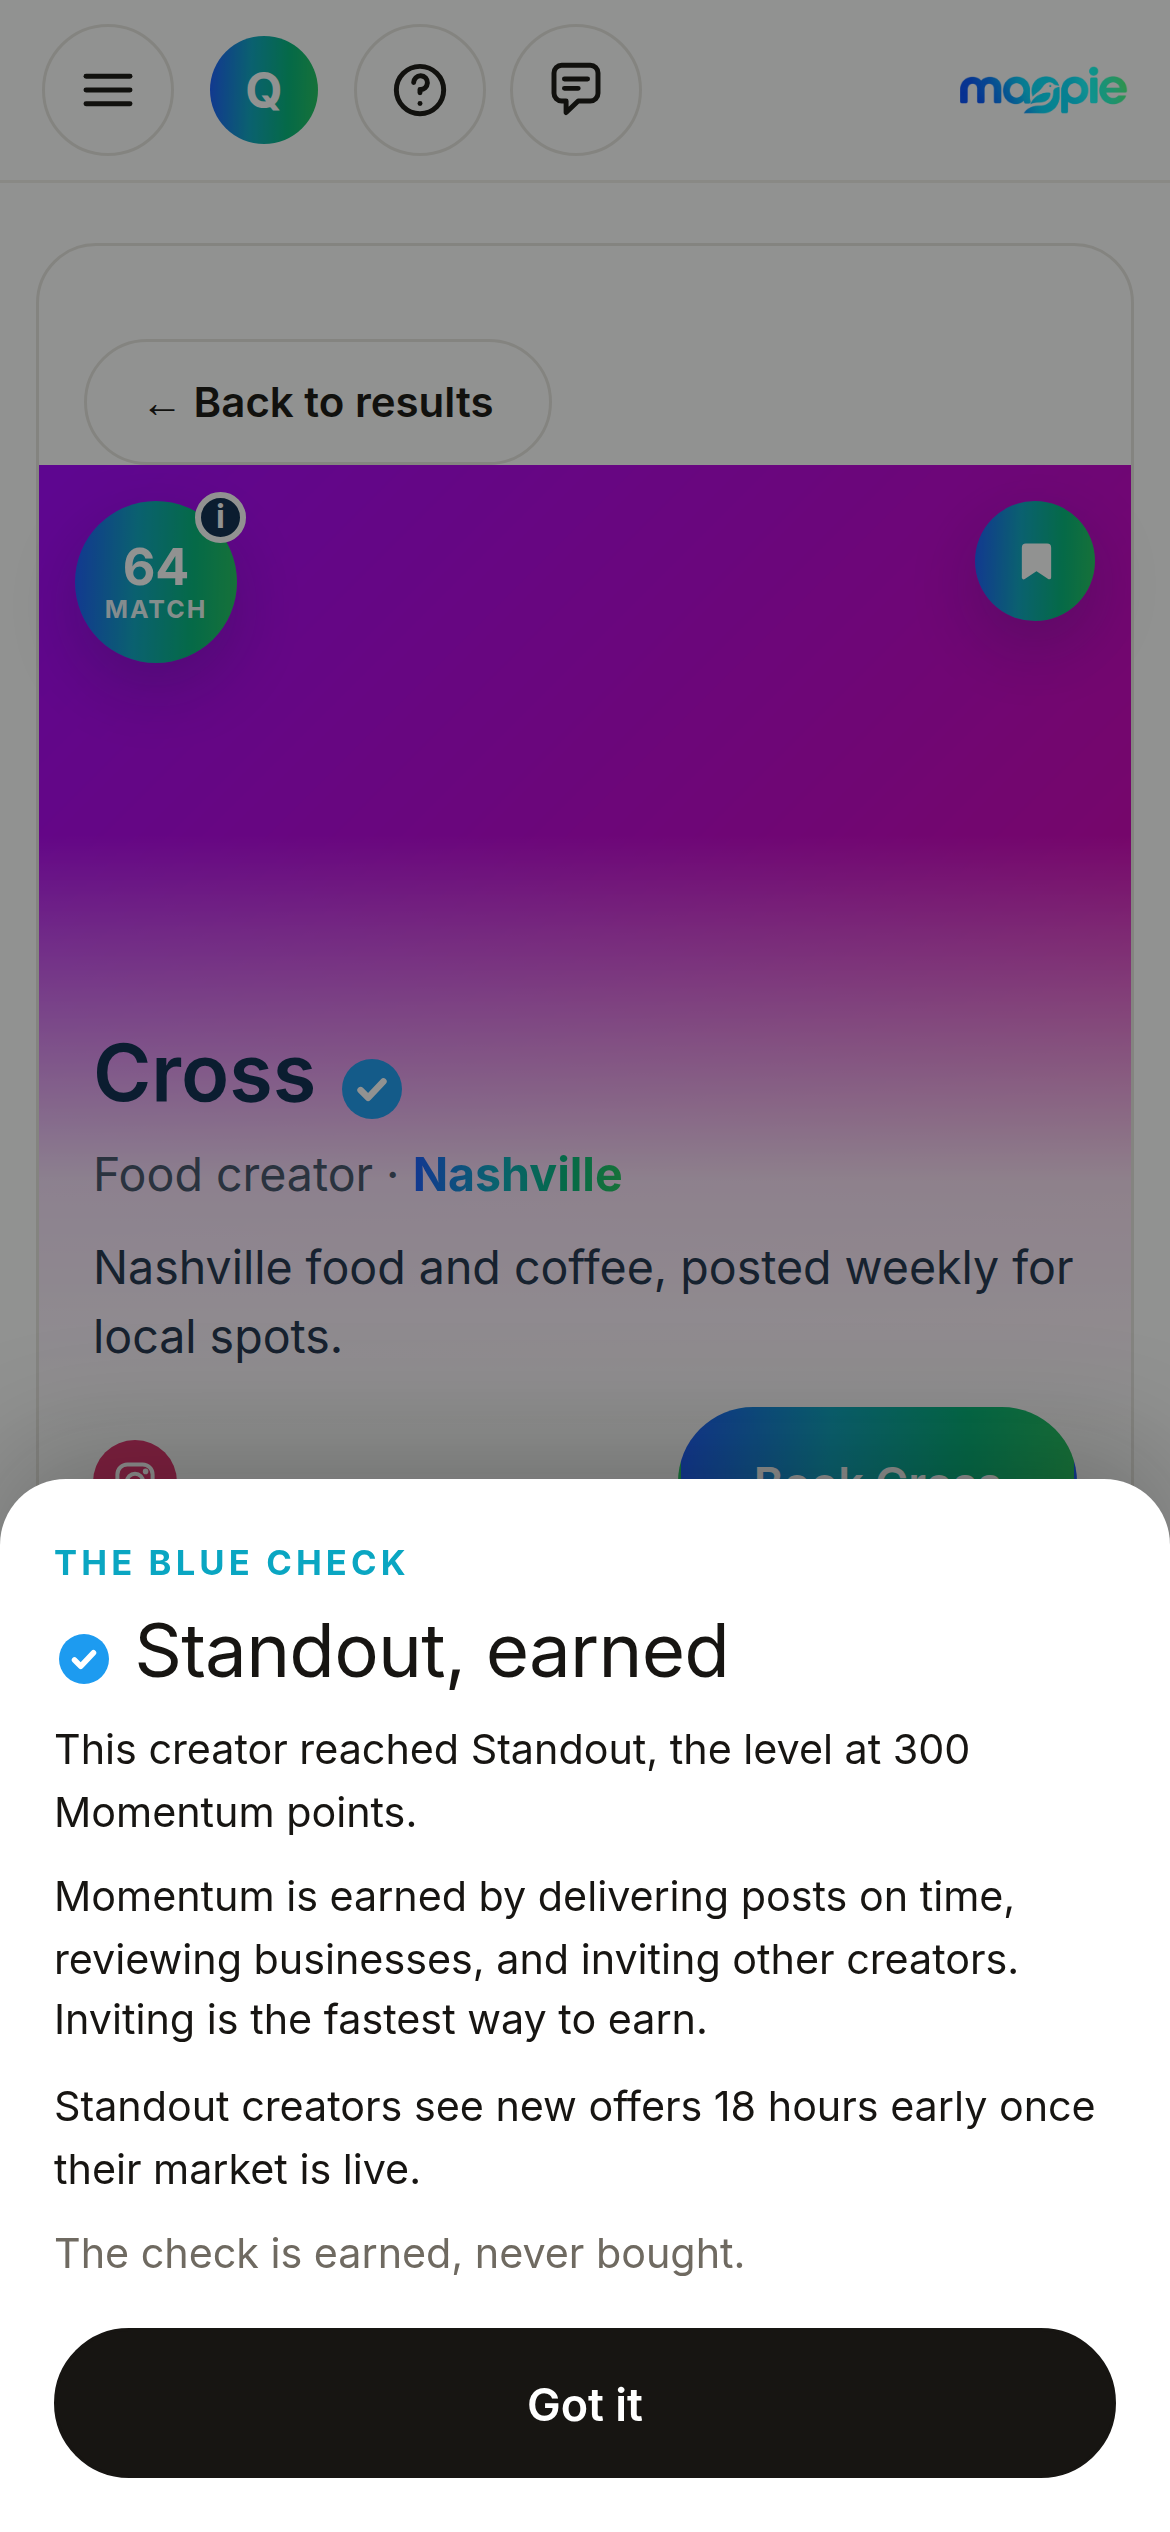 Q
magpie
← Back to results
i
64
MATCH
Cross
Food creator · Nashville
Nashville food and coffee, posted weekly for
local spots.
Book Cross
THE BLUE CHECK
Standout, earned
This creator reached Standout, the level at 300
Momentum points.
Momentum is earned by delivering posts on time,
reviewing businesses, and inviting other creators.
Inviting is the fastest way to earn.
Standout creators see new offers 18 hours early once
their market is live.
The check is earned, never bought.
Got it